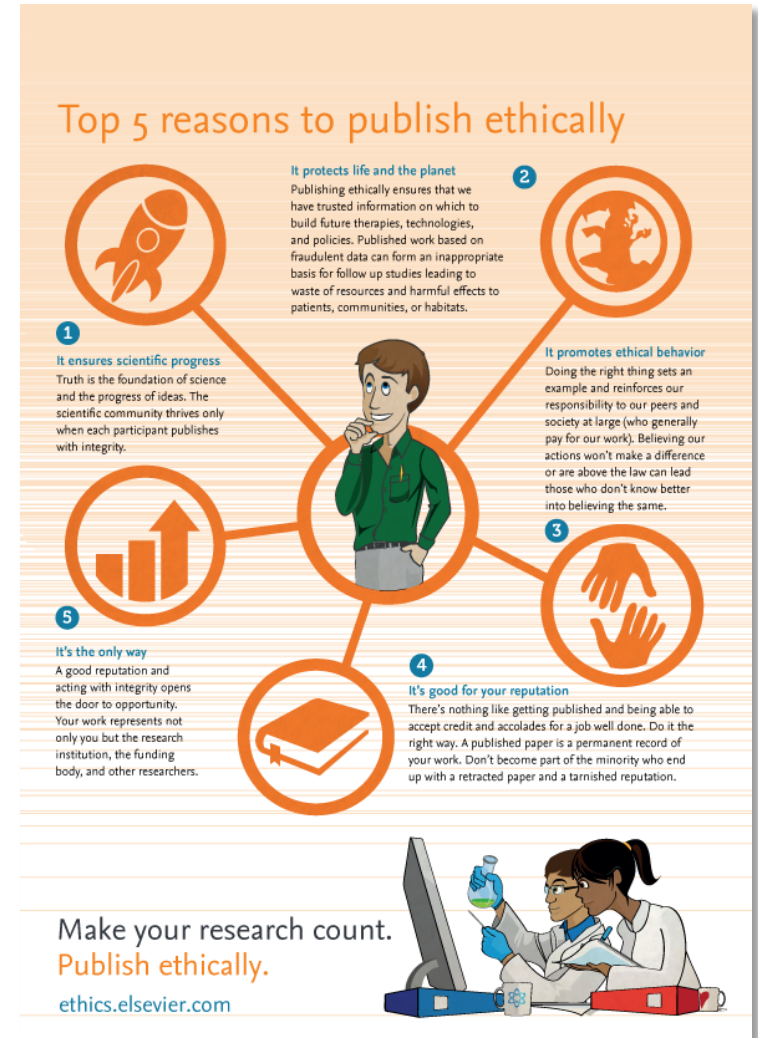 Top 5 reasons to publish ethically
1
It ensures scientific progress
Truth is the foundation of science
and the progress of ideas. The
scientific community thrives only
when each participant publishes
with integrity.
2
It protects life and the planet
Publishing ethically ensures that we
have trusted information on which to
build future therapies, technologies,
and policies. Published work based on
fraudulent data can form an inappropriate
basis for follow up studies leading to
waste of resources and harmful effects to
patients, communities, or habitats.
It promotes ethical behavior
Doing the right thing sets an
example and reinforces our
responsibility to our peers and
society at large (who generally
pay for our work). Believing our
actions won't make a difference
or are above the law can lead
those who don't know better
into believing the same.
3
4
It's good for your reputation
There's nothing like getting published and being able to
accept credit and accolades for a job well done. Do it the
right way. A published paper is a permanent record of
your work. Don't become part of the minority who end
up with a retracted paper and a tarnished reputation.
5
It's the only way
A good reputation and
acting with integrity opens
the door to opportunity.
Your work represents not
only you but the research
institution, the funding
body, and other researchers.
Make your research count.
Publish ethically.
ethics.elsevier.com